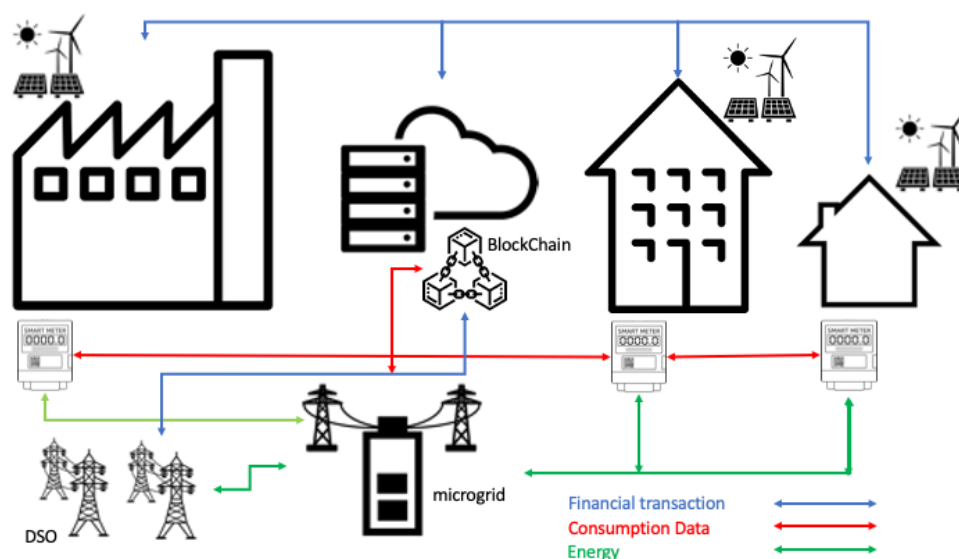 BlockChain
SMART METER
0000.0
SMART METER
0000.0
SMART METER
0000.0
microgrid
DSO
Financial transaction
Consumption Data
Energy